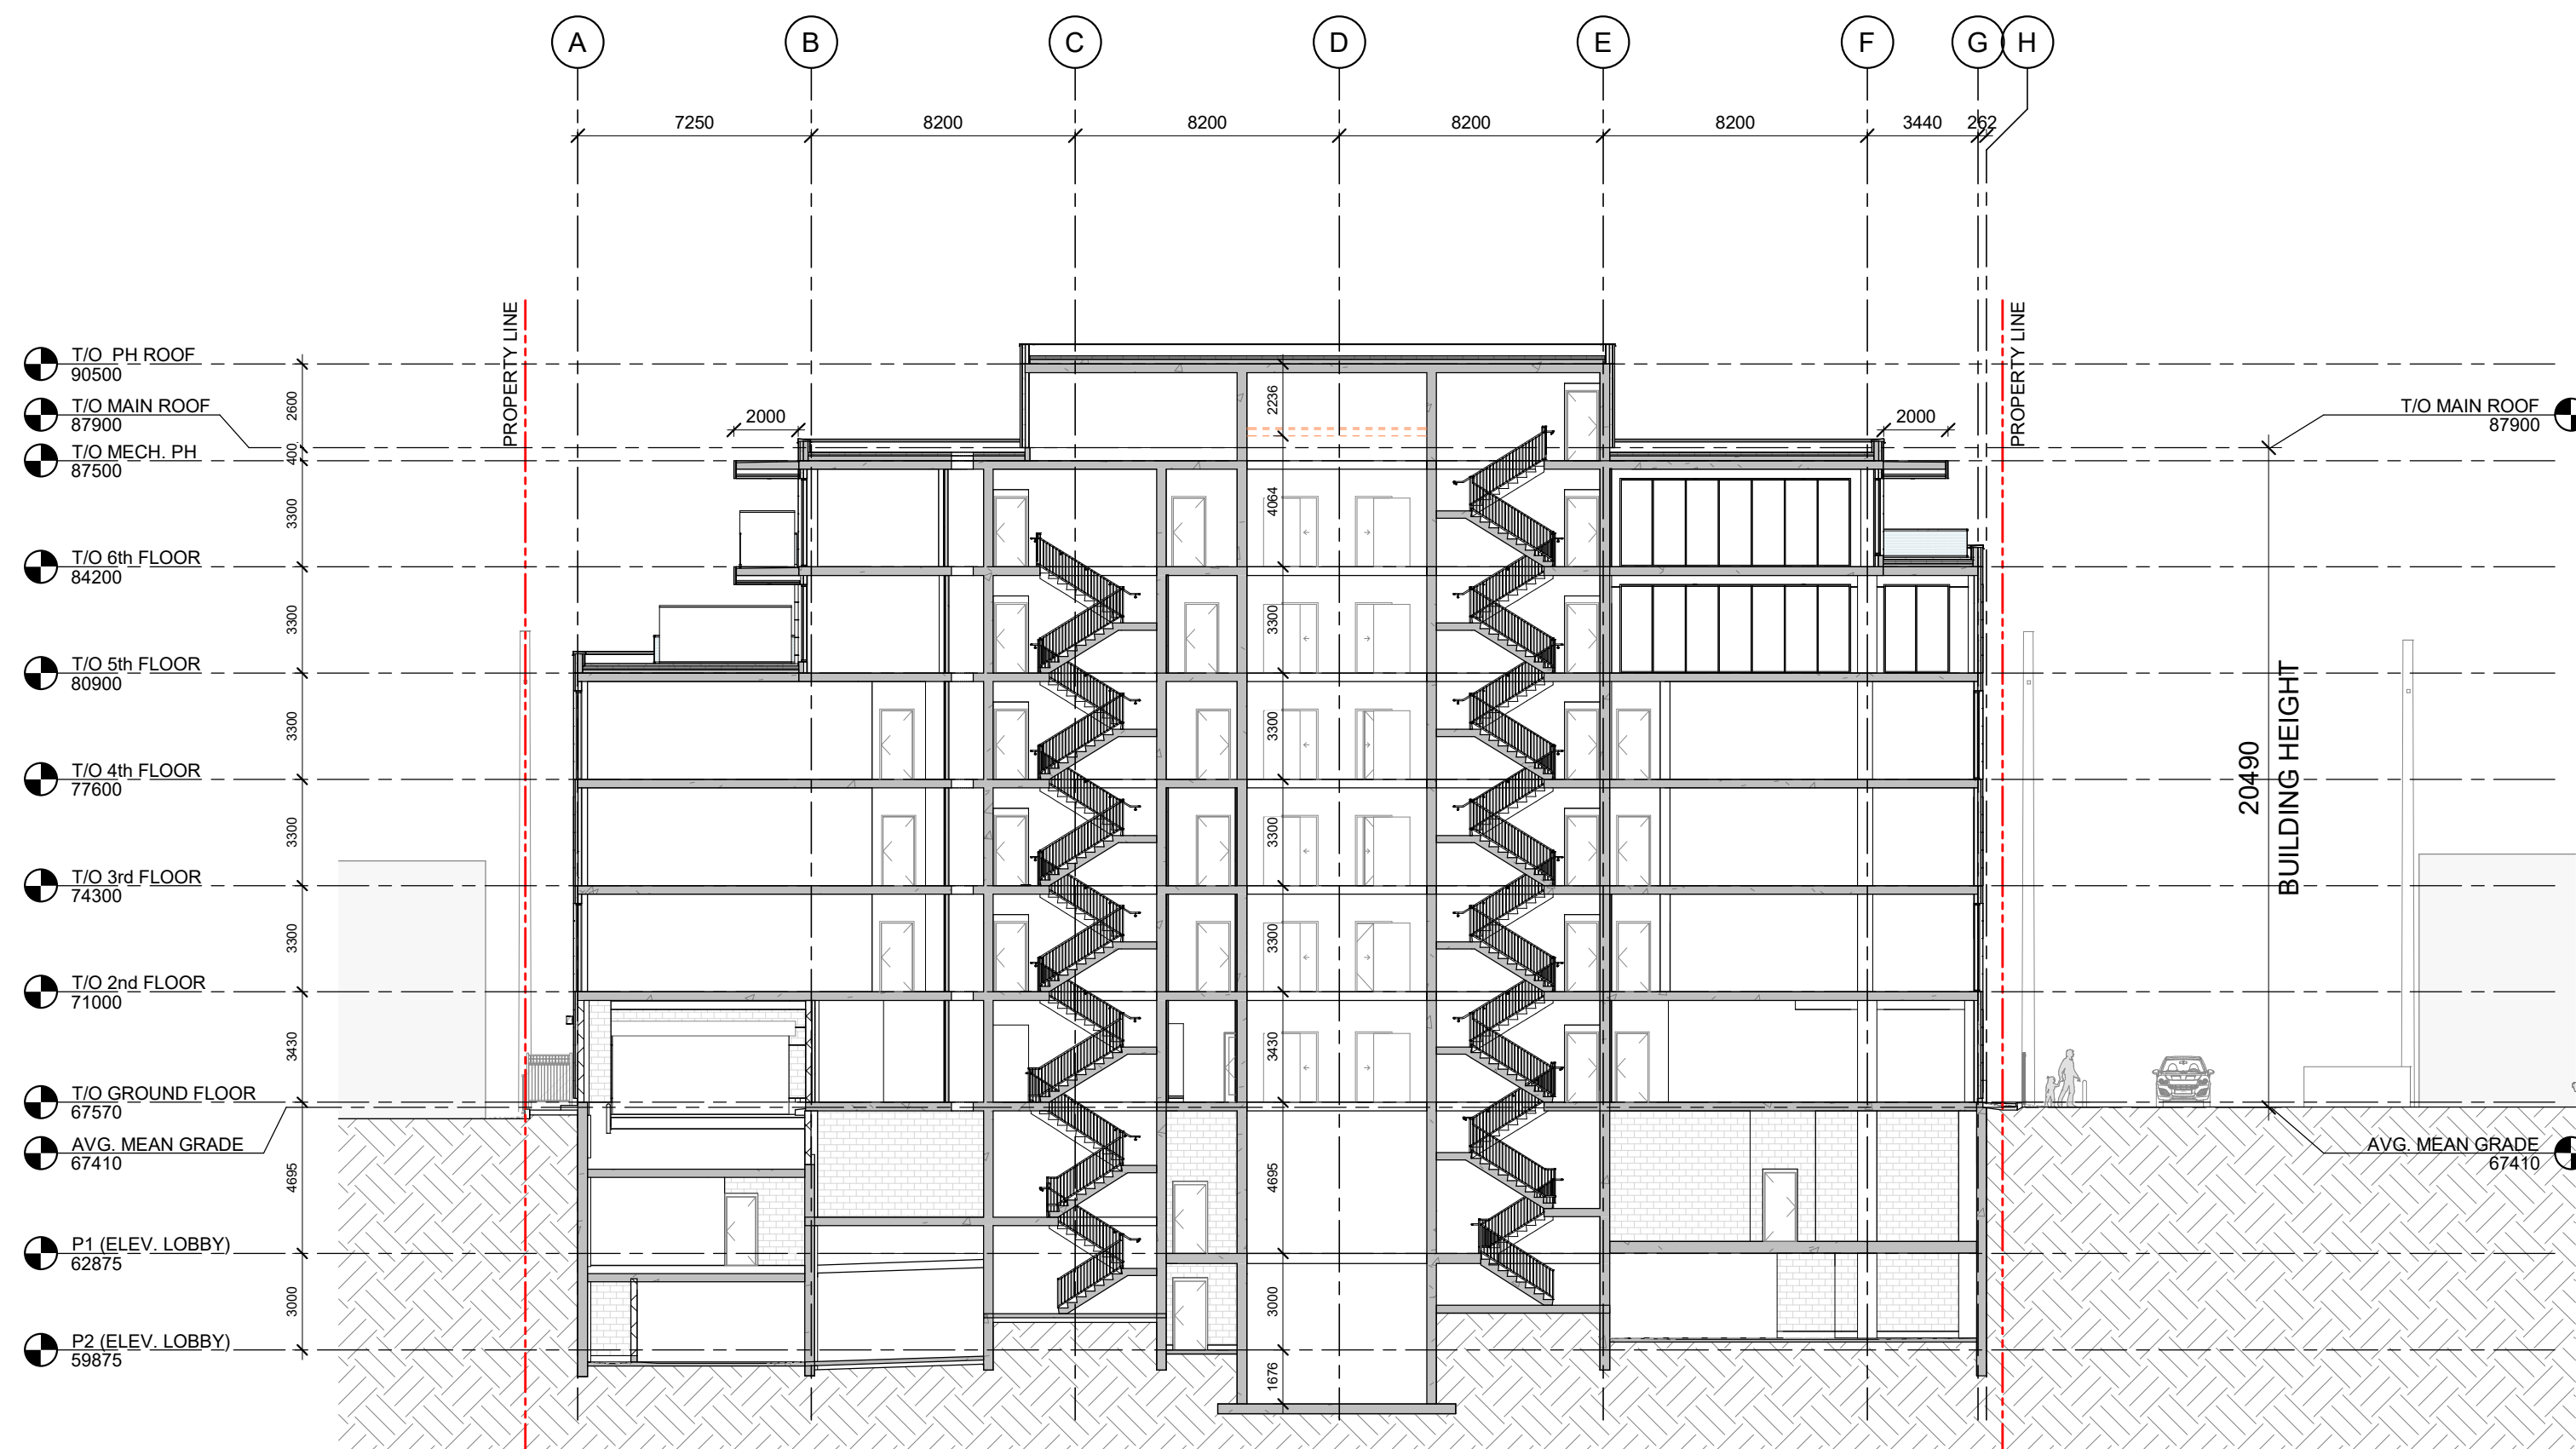 A
B
C
D
E
F
G
H
7250
8200
8200
8200
8200
3440
262
PROPERTY LINE
PROPERTY LINE
T/O PH ROOF
90500
T/O MAIN ROOF
87900
T/O MECH. PH
87500
T/O 6th FLOOR
84200
T/O 5th FLOOR
80900
T/O 4th FLOOR
77600
T/O 3rd FLOOR
74300
T/O 2nd FLOOR
71000
T/O GROUND FLOOR
67570
AVG. MEAN GRADE
67410
P1 (ELEV. LOBBY)
62875
P2 (ELEV. LOBBY)
59875
2600
400
3300
3300
3300
3300
3300
3430
4695
3000
2000
2236
4064
3300
3300
3300
3300
3430
4695
3000
1676
2000
T/O MAIN ROOF
87900
20490
BUILDING HEIGHT
AVG. MEAN GRADE
67410